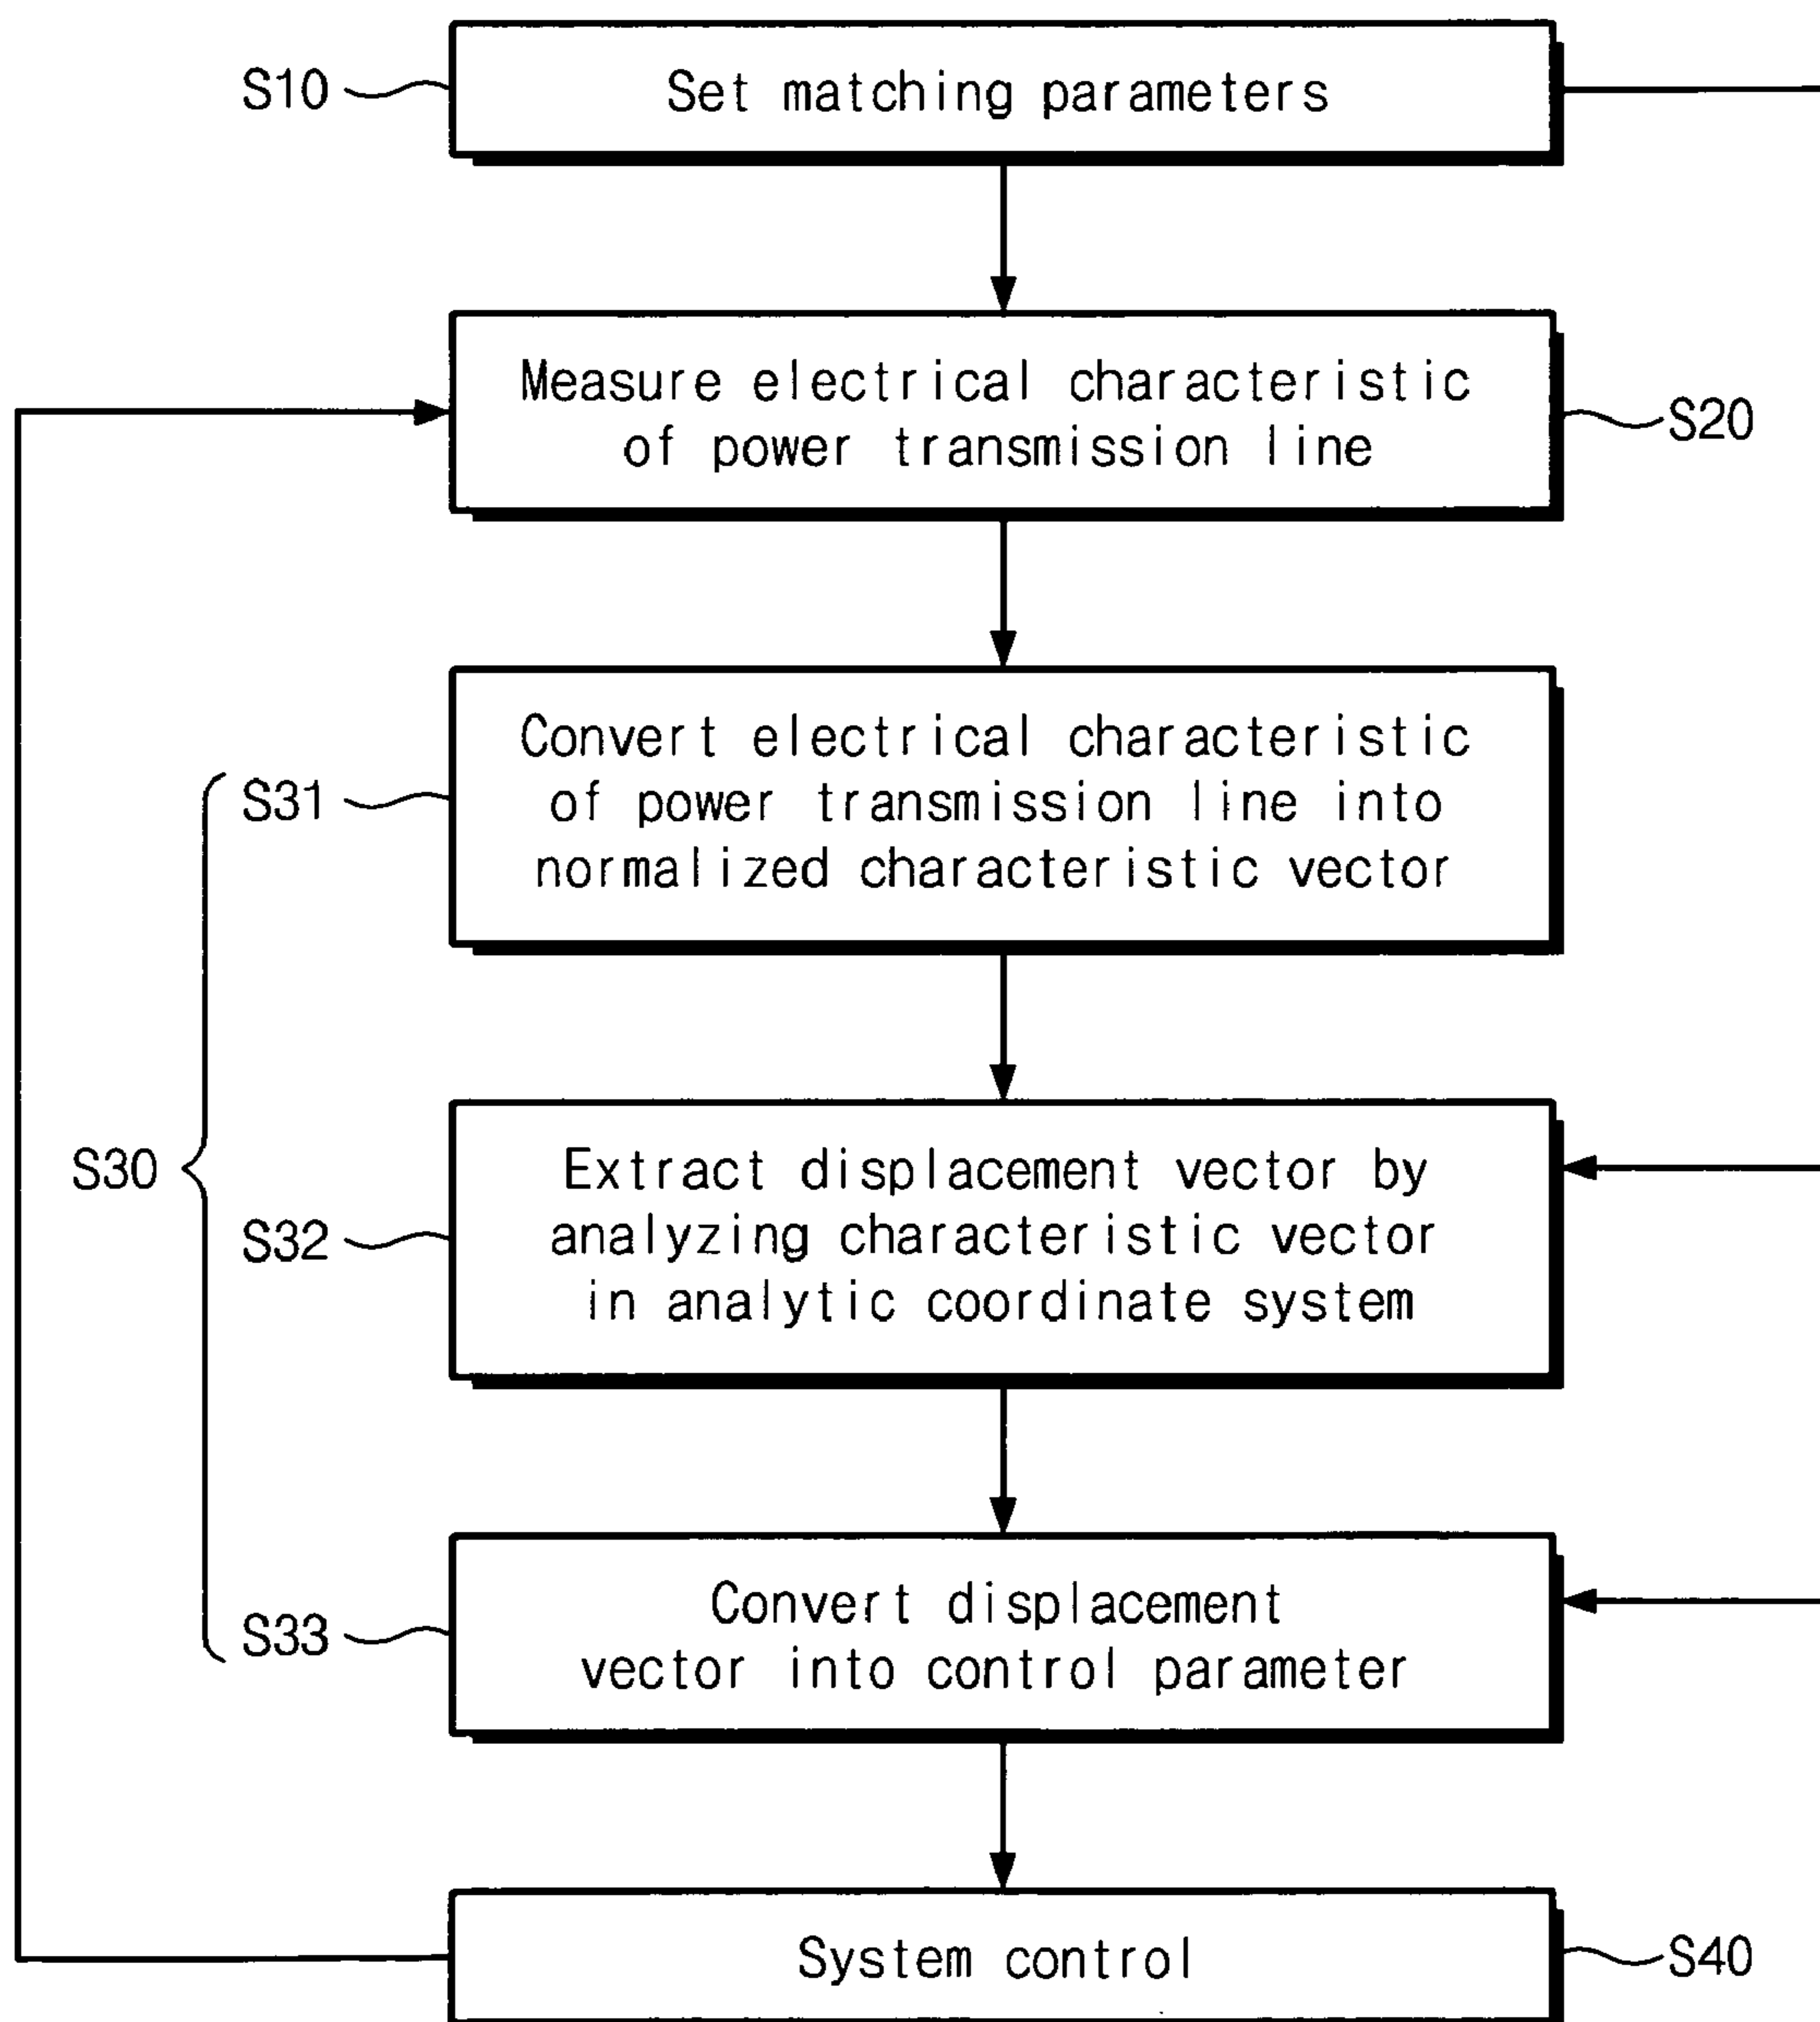 S10
Set matching parameters
Measure electrical characteristic
of power transmission line
S20
S31
Convert electrical characteristic
of power transmission line into
normalized characteristic vector
S30
S32
Extract displacement vector by
analyzing characteristic vector
in analytic coordinate system
S33
Convert displacement
vector into control parameter
System control
S40